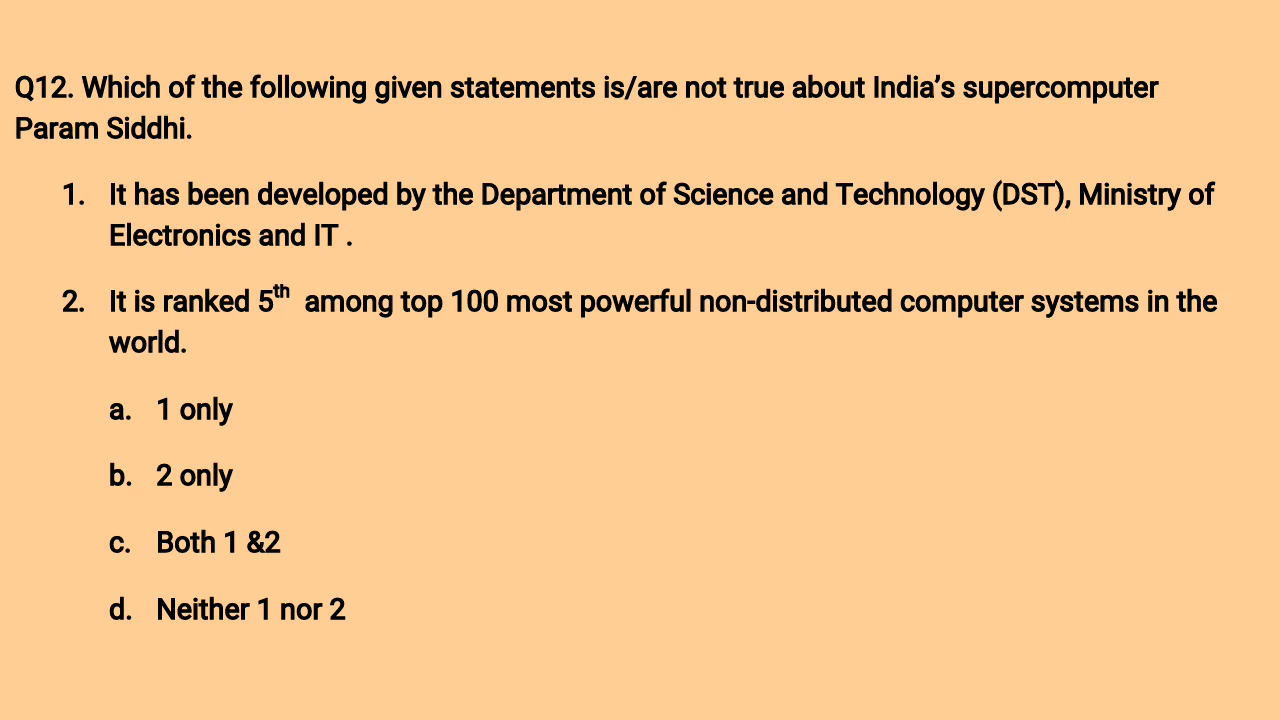 Q12. Which of the following given statements is/are not true about India’s supercomputer
Param Siddhi.
1. It has been developed by the Department of Science and Technology (DST), Ministry of
Electronics and IT .
2. It is ranked 5th among top 100 most powerful non-distributed computer systems in the
world.
a. 1 only
b. 2 only
c. Both 1 &2
d. Neither 1 nor 2